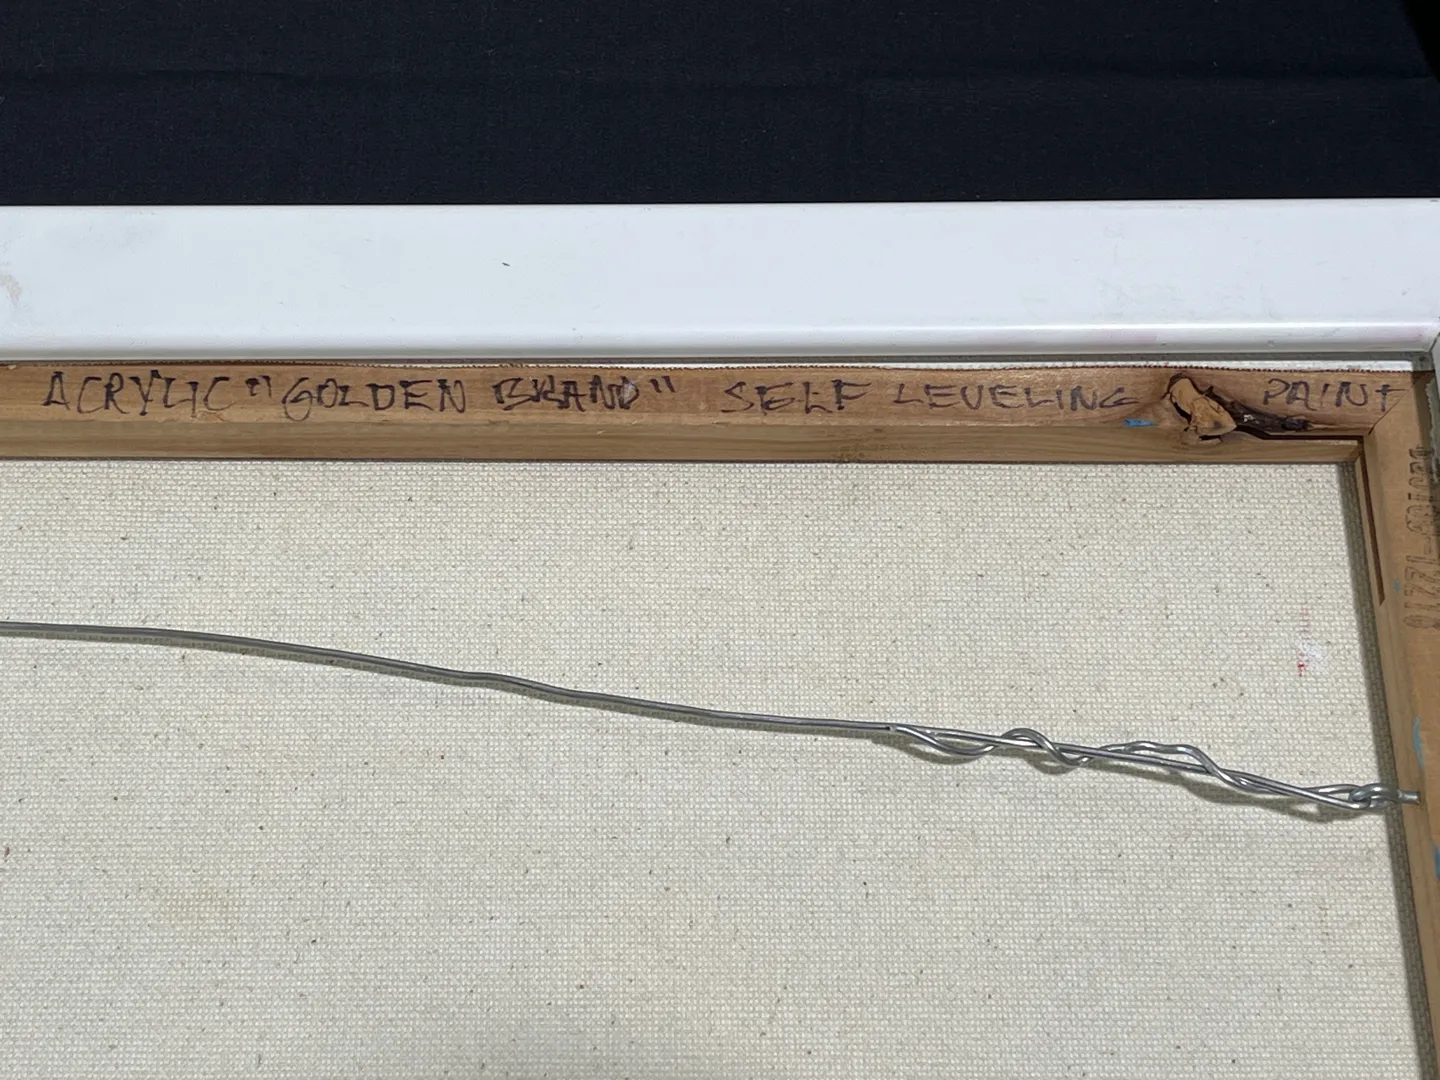 ACRYLIC "GOLDEN BRAND" SELF LEVELING PAINT